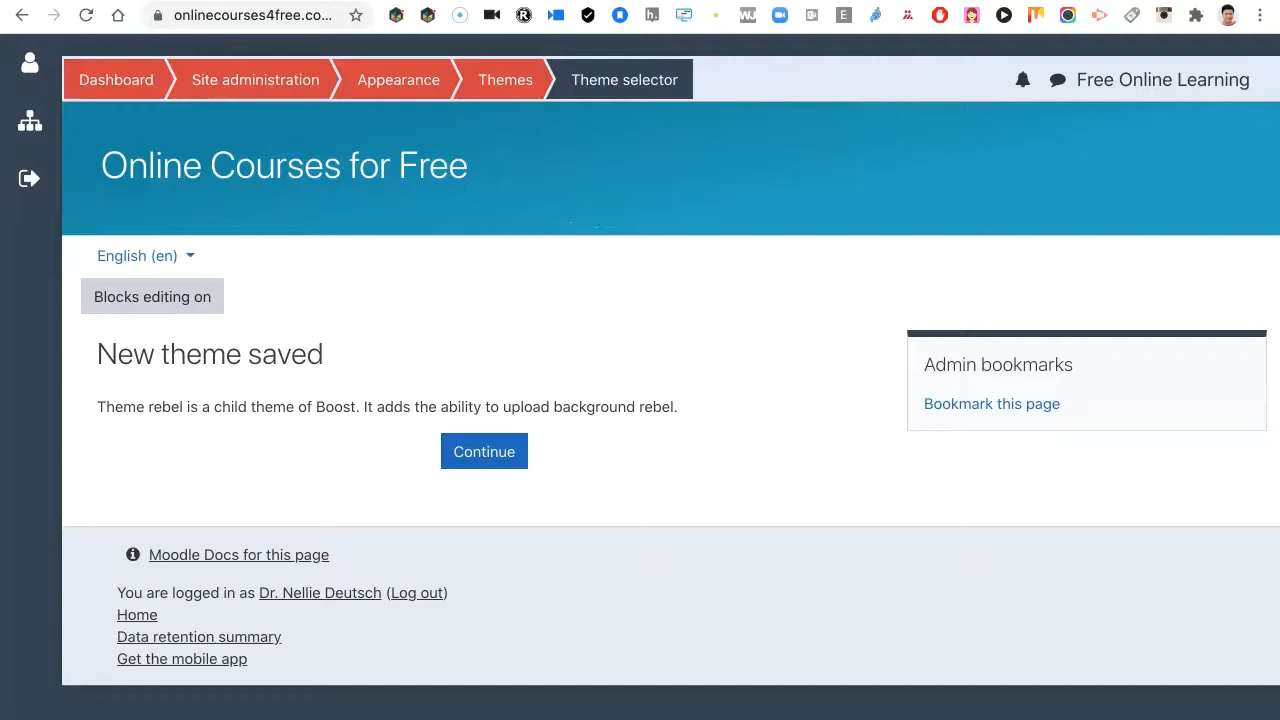 onlinecourses4free.co...
Dashboard
Site administration
Appearance
Themes
Theme selector
Free Online Learning
Online Courses for Free
English (en)
Blocks editing on
New theme saved
Theme rebel is a child theme of Boost. It adds the ability to upload background rebel.
Continue
Admin bookmarks
Bookmark this page
Moodle Docs for this page
You are logged in as Dr. Nellie Deutsch (Log out)
Home
Data retention summary
Get the mobile app